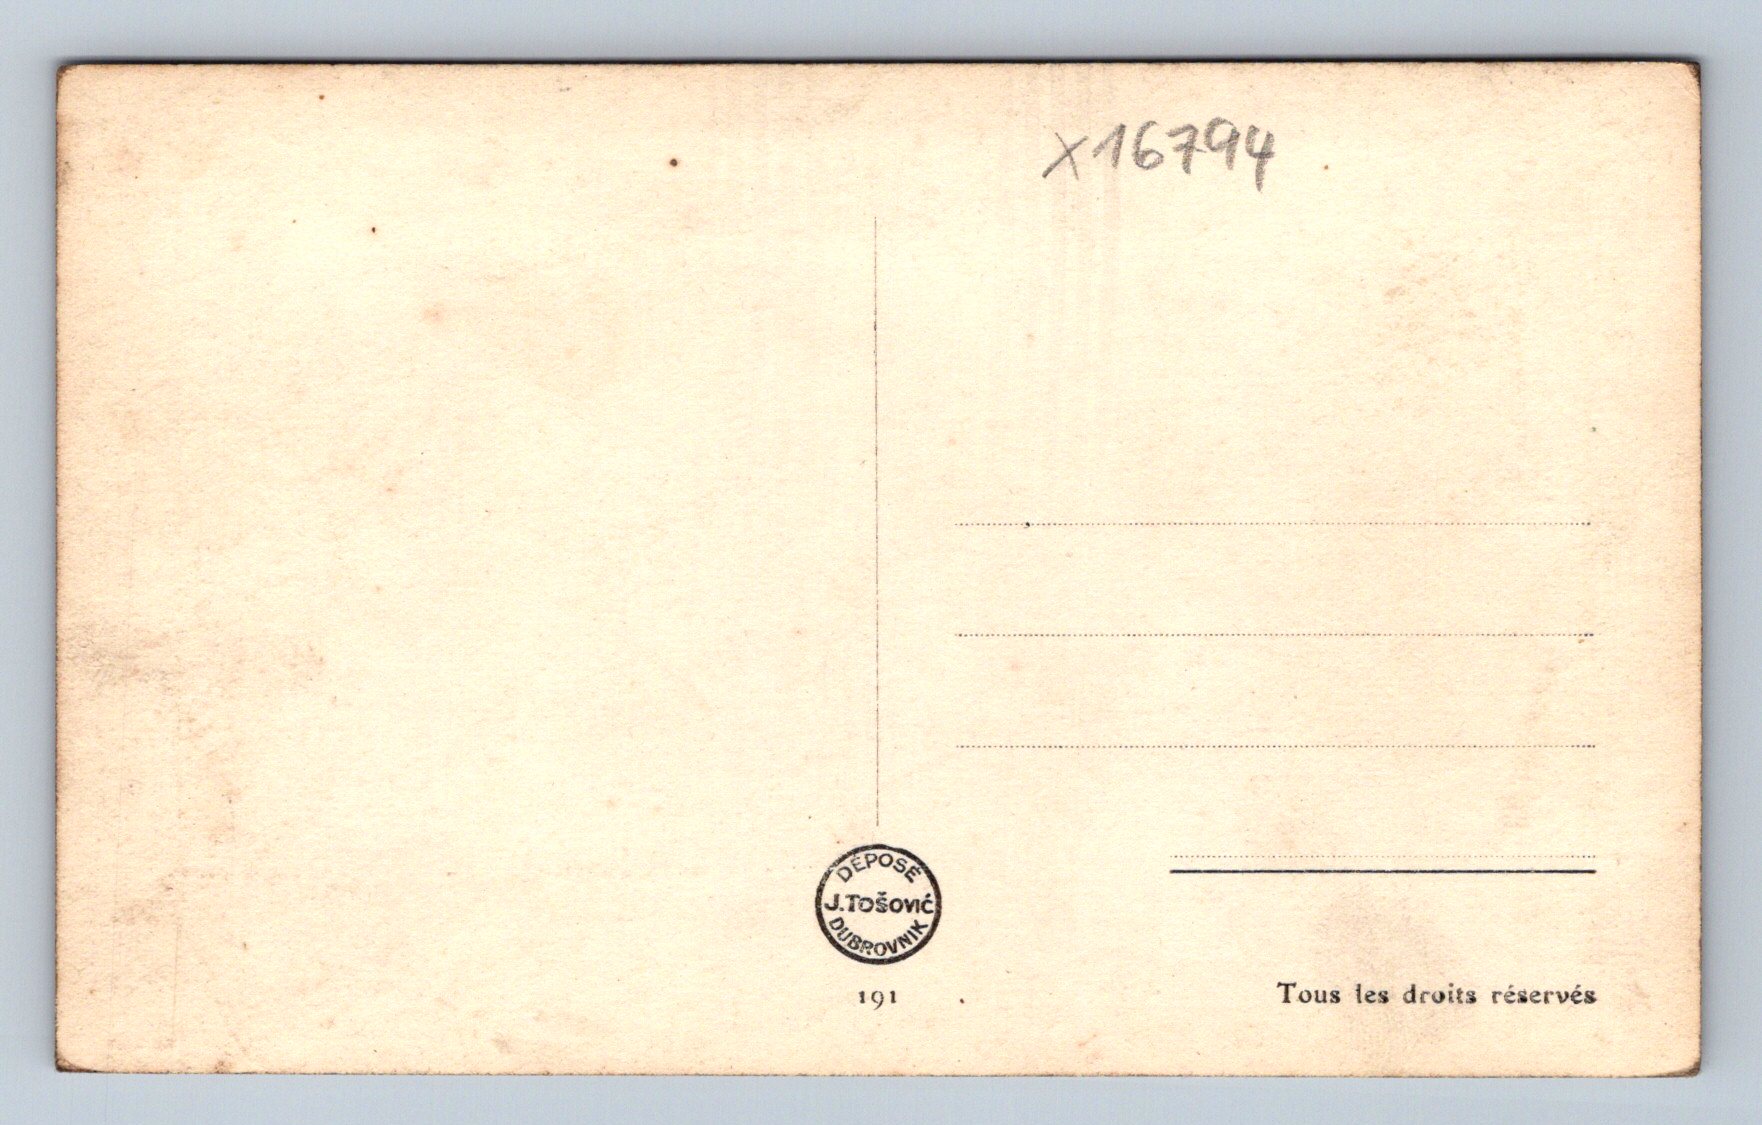 x16794
DÉPOSÉ
J. TOŠOVIĆ
DUBROVNIK
191
Tous les droits réservés